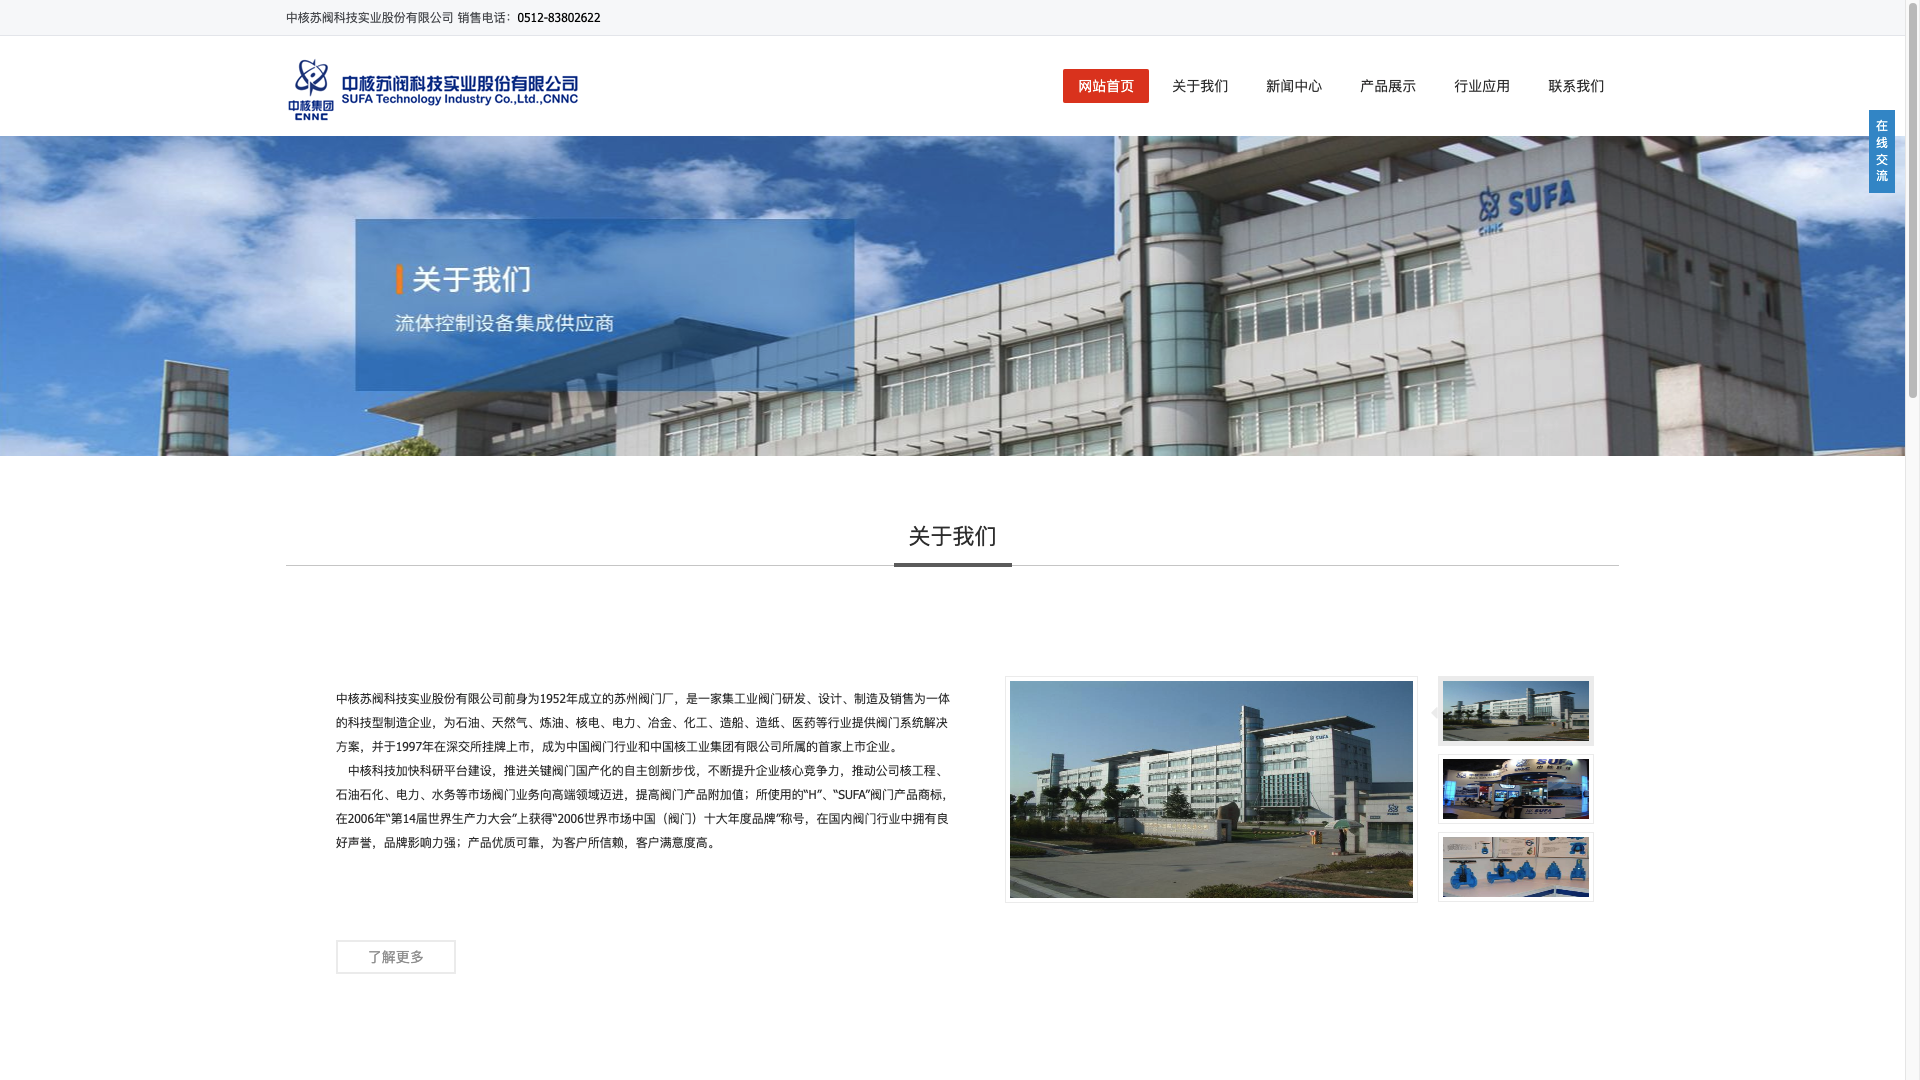 中核苏阀科技实业股份有限公司 销售电话：0512-83802622
中核集团
CNNC
中核苏阀科技实业股份有限公司
SUFA Technology Industry Co.,Ltd.,CNNC
网站首页
关于我们
新闻中心
产品展示
行业应用
联系我们
在线交流
SUFA
CNNC
关于我们
流体控制设备集成供应商
关于我们
中核苏阀科技实业股份有限公司前身为1952年成立的苏州阀门厂，是一家集工业阀门研发、设计、制造及销售为一体
的科技型制造企业，为石油、天然气、炼油、核电、电力、冶金、化工、造船、造纸、医药等行业提供阀门系统解决
方案，并于1997年在深交所挂牌上市，成为中国阀门行业和中国核工业集团有限公司所属的首家上市企业。
中核科技加快科研平台建设，推进关键阀门国产化的自主创新步伐，不断提升企业核心竞争力，推动公司核工程、
石油石化、电力、水务等市场阀门业务向高端领域迈进，提高阀门产品附加值；所使用的“H”、“SUFA”阀门产品商标，
在2006年“第14届世界生产力大会”上获得“2006世界市场中国（阀门）十大年度品牌”称号，在国内阀门行业中拥有良
好声誉，品牌影响力强；产品优质可靠，为客户所信赖，客户满意度高。
了解更多